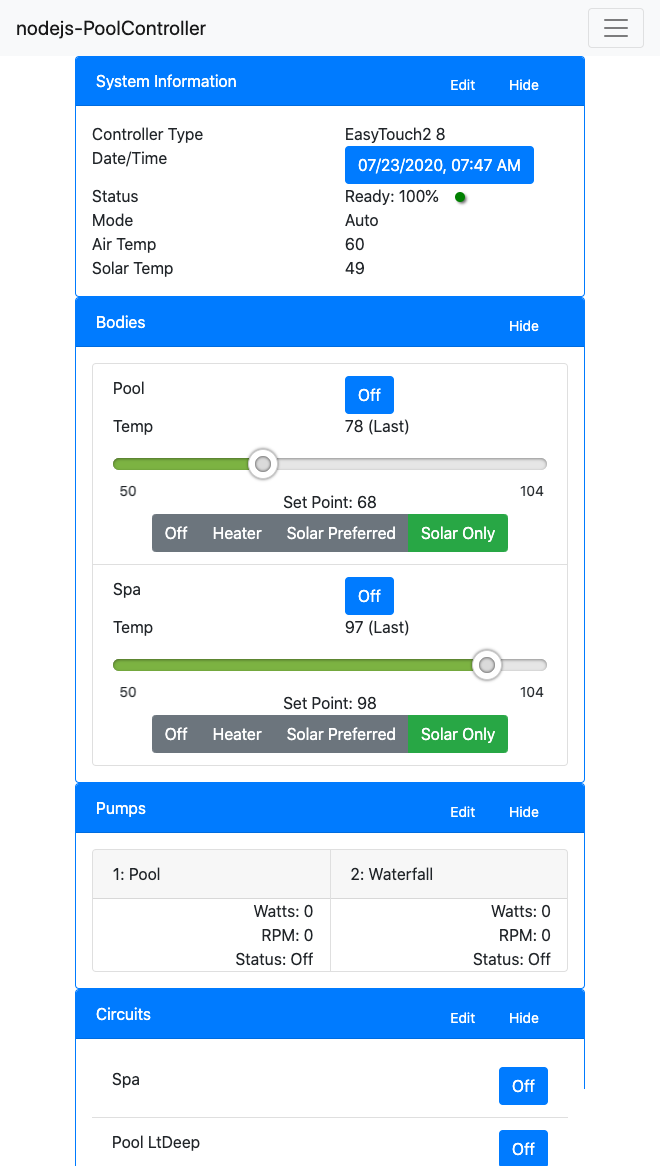 nodejs-PoolController
System Information Edit Hide
Controller Type EasyTouch2 8
Date/Time 07/23/2020, 07:47 AM
Status Ready: 100%
Mode Auto
Air Temp 60
Solar Temp 49
Bodies Hide
Pool Off
Temp 78 (Last)
50 104
Set Point: 68
Off Heater Solar Preferred Solar Only
Spa Off
Temp 97 (Last)
50 104
Set Point: 98
Off Heater Solar Preferred Solar Only
Pumps Edit Hide
1: Pool 2: Waterfall
Watts: 0 Watts: 0
RPM: 0 RPM: 0
Status: Off Status: Off
Circuits Edit Hide
Spa Off
Pool LtDeep Off